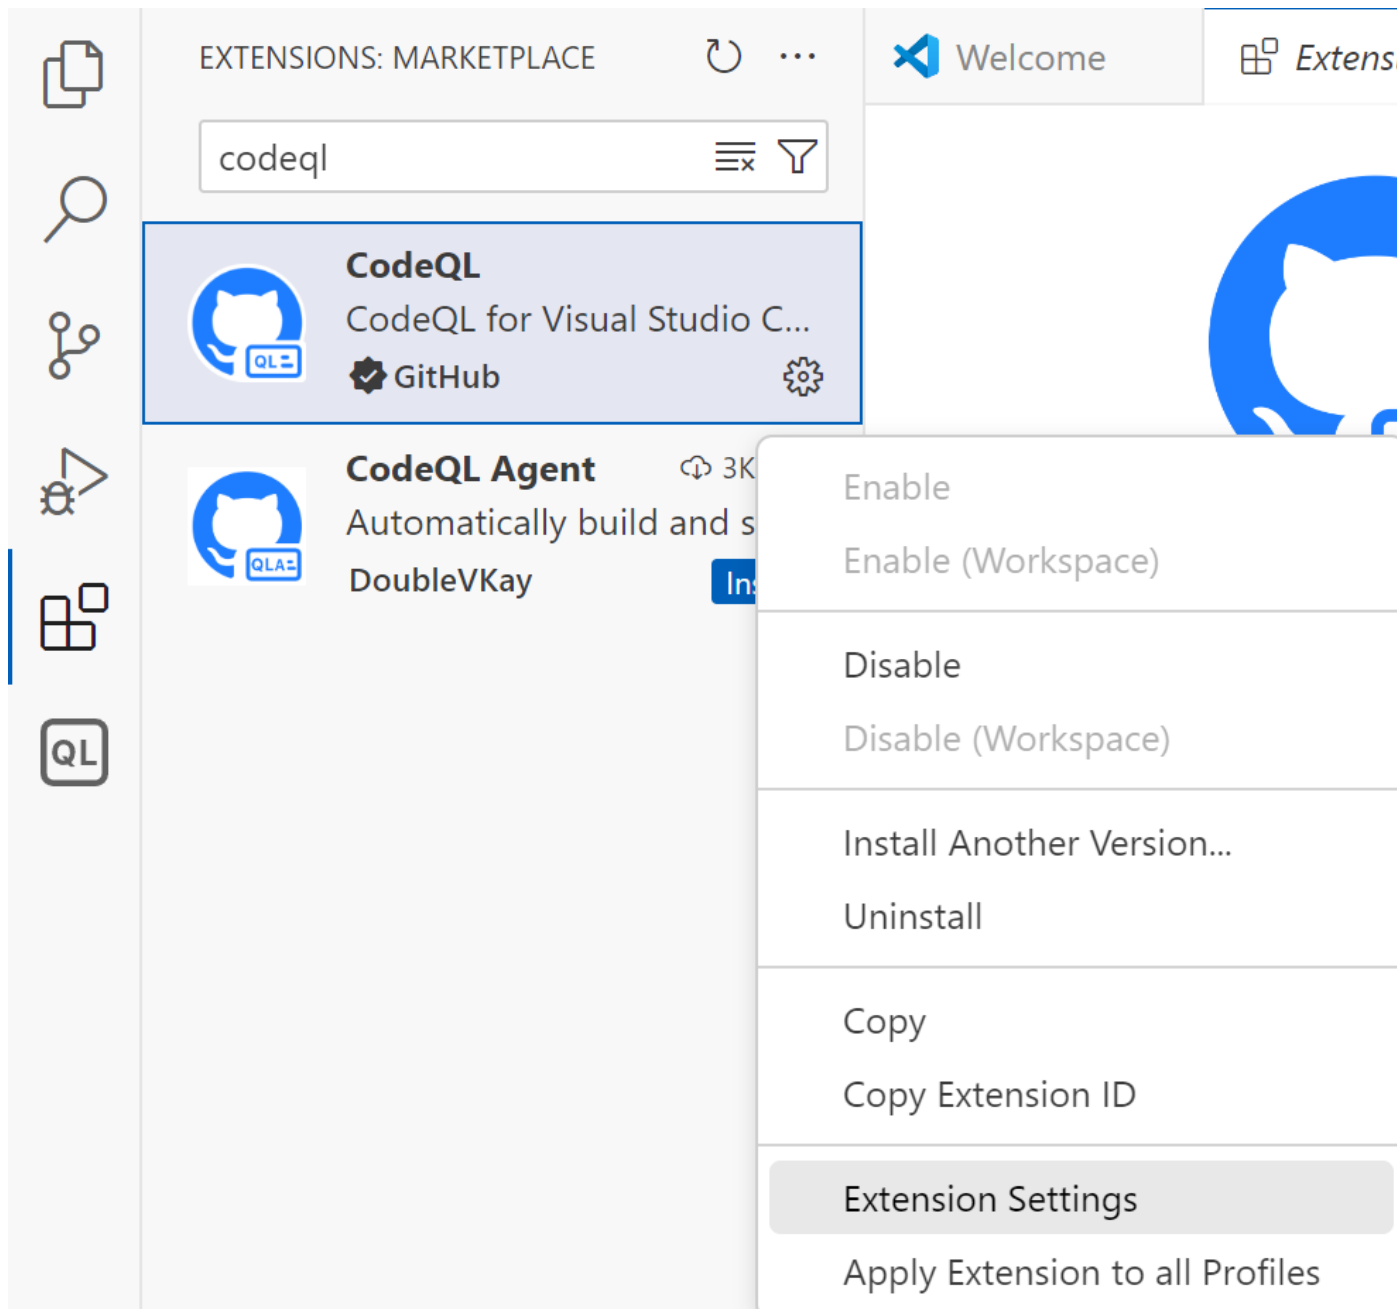 EXTENSIONS: MARKETPLACE
Welcome
codeql
CodeQL
CodeQL for Visual Studio C...
GitHub
QL
CodeQL Agent
3K
Automatically build and s
DoubleVKay
QLA
QL
Enable
Enable (Workspace)
Disable
Disable (Workspace)
Install Another Version...
Uninstall
Copy
Copy Extension ID
Extension Settings
Apply Extension to all Profiles